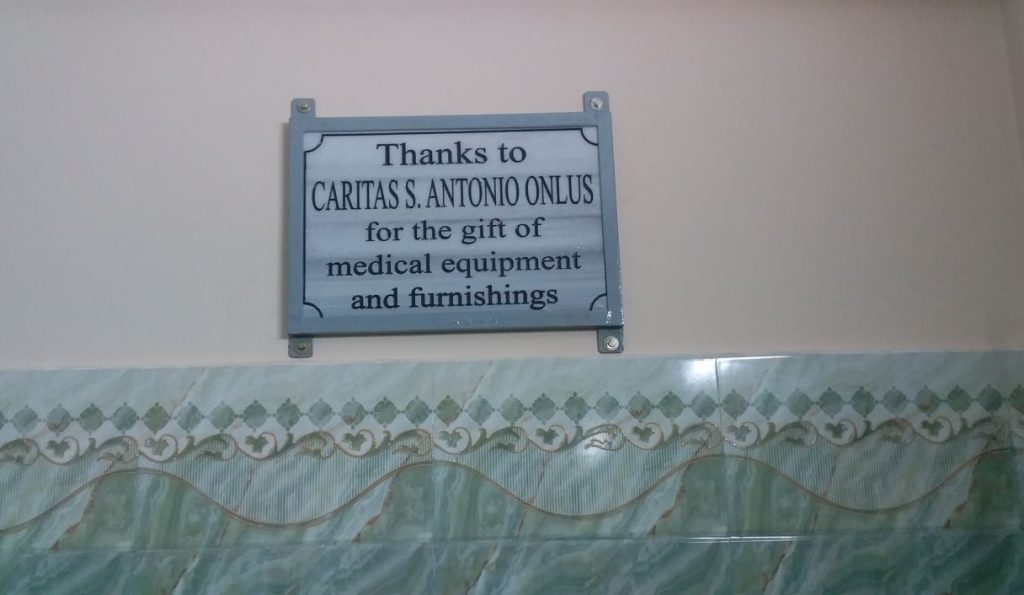 Thanks to
CARITAS S. ANTONIO ONLUS
for the gift of
medical equipment
and furnishings